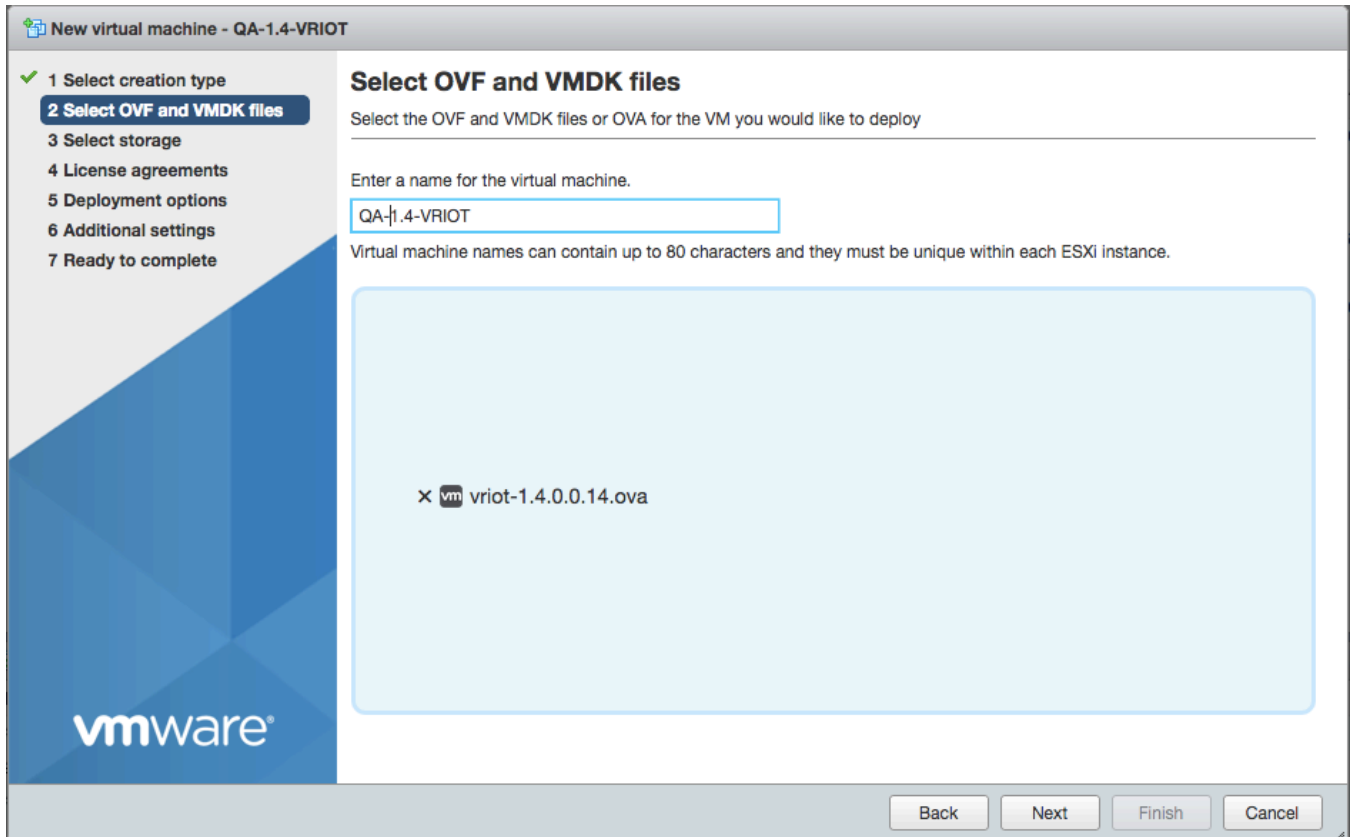 New virtual machine - QA-1.4-VRIOT
1 Select creation type
2 Select OVF and VMDK files
3 Select storage
4 License agreements
5 Deployment options
6 Additional settings
7 Ready to complete
vmware®
Select OVF and VMDK files
Select the OVF and VMDK files or OVA for the VM you would like to deploy
Enter a name for the virtual machine.
QA-1.4-VRIOT
Virtual machine names can contain up to 80 characters and they must be unique within each ESXi instance.
vm vriot-1.4.0.0.14.ova
Back Next Finish Cancel